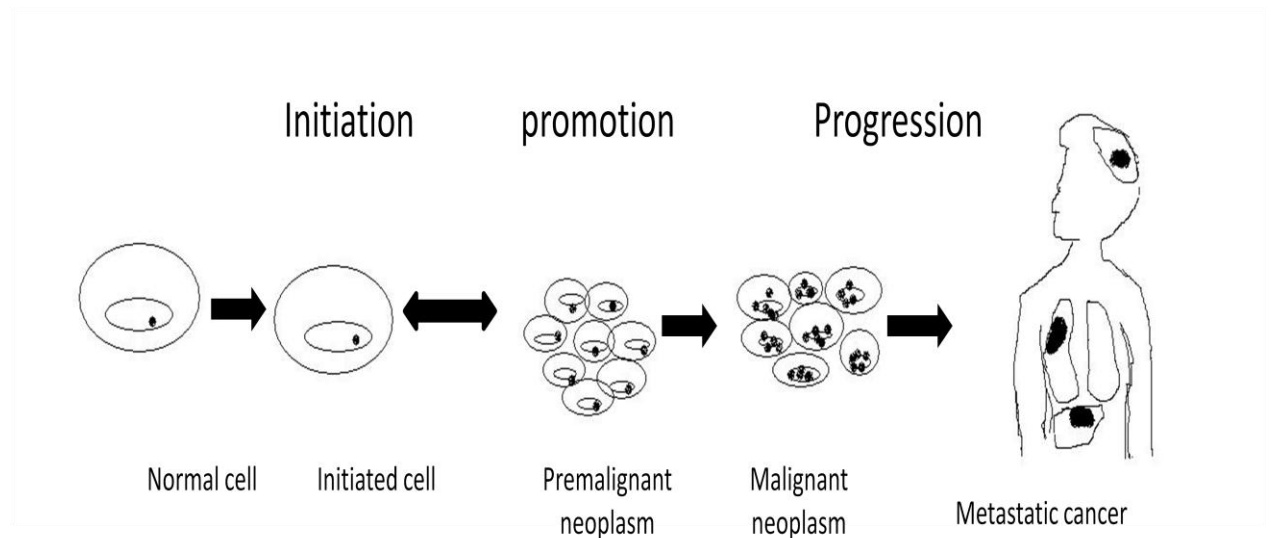 Initiation promotion Progression
Normal cell Initiated cell Premalignant neoplasm Malignant neoplasm Metastatic cancer